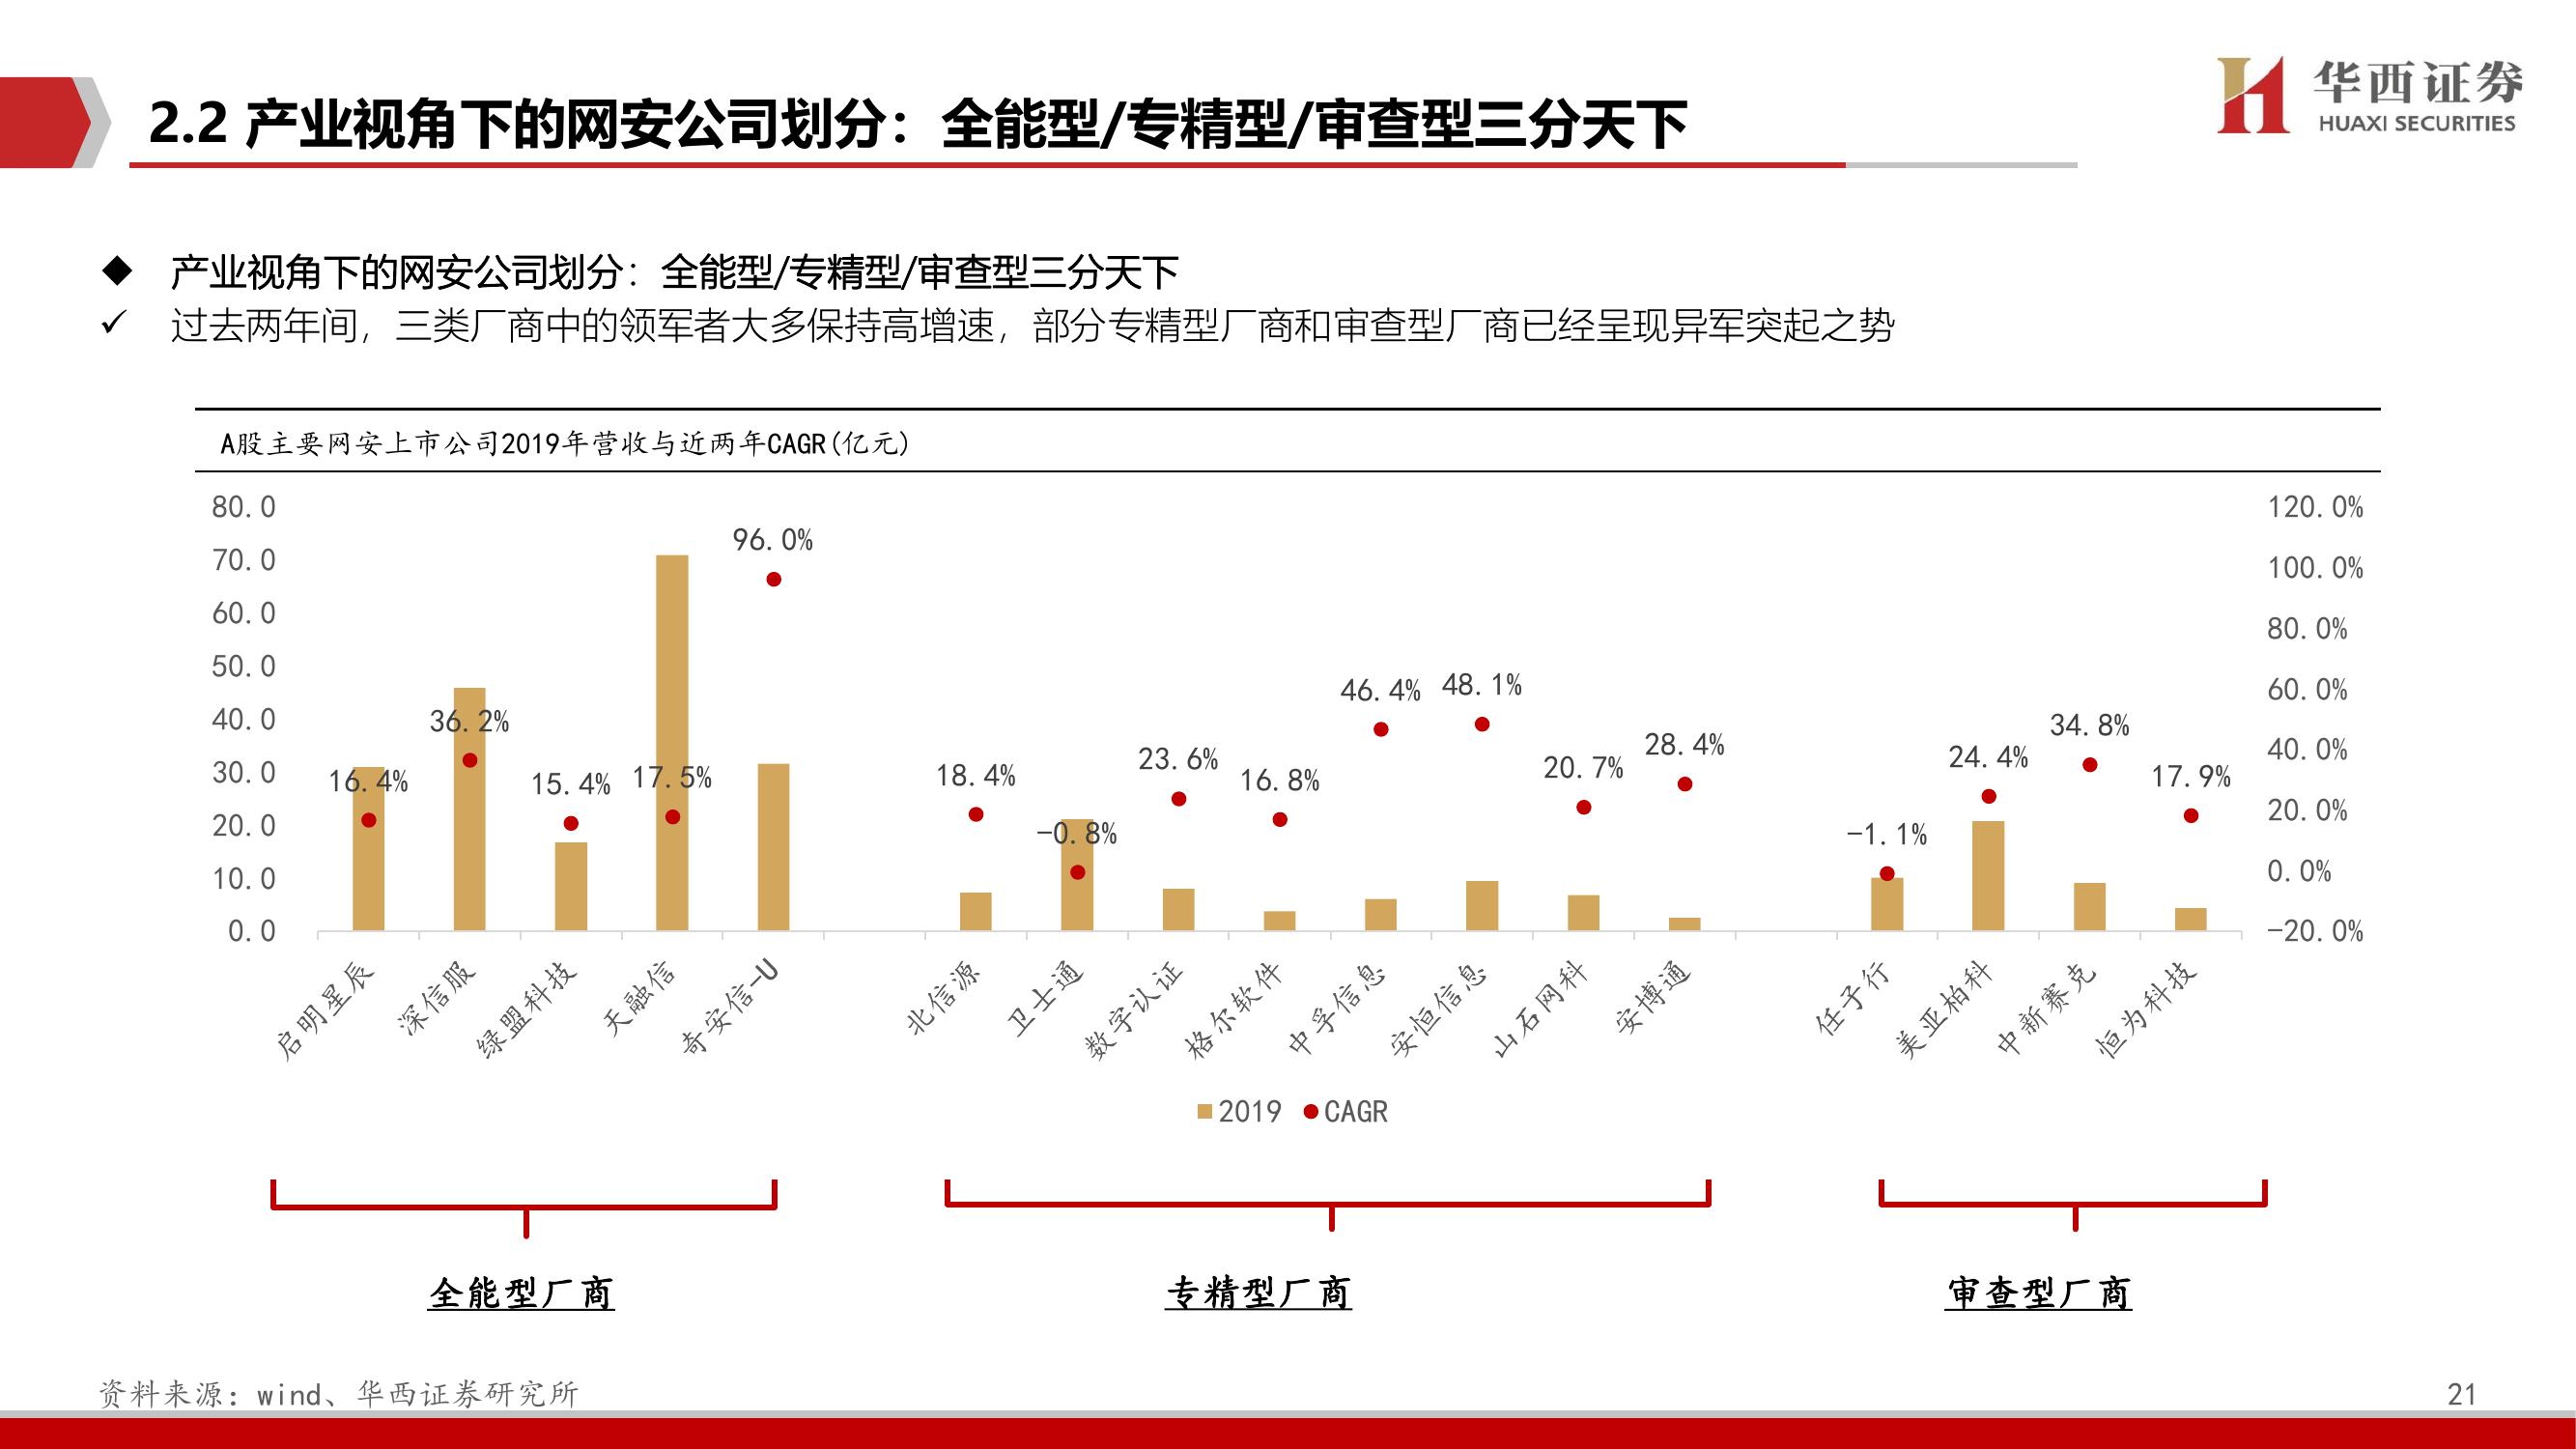 2.2 产业视角下的网安公司划分：全能型/专精型/审查型三分天下
华西证券
HUAXI SECURITIES
产业视角下的网安公司划分：全能型/专精型/审查型三分天下
过去两年间，三类厂商中的领军者大多保持高增速，部分专精型厂商和审查型厂商已经呈现异军突起之势
A股主要网安上市公司2019年营收与近两年CAGR(亿元)
80.0
70.0
60.0
50.0
40.0
30.0
20.0
10.0
0.0
16.4%
36.2%
15.4%
17.5%
96.0%
18.4%
-0.8%
23.6%
16.8%
46.4%
48.1%
20.7%
28.4%
-1.1%
24.4%
34.8%
17.9%
120.0%
100.0%
80.0%
60.0%
40.0%
20.0%
0.0%
-20.0%
启明星辰
深信服
绿盟科技
天融信
奇安信-U
北信源
卫士通
数字认证
格尔软件
中孚信息
安恒信息
山石网科
安博通
任子行
美亚柏科
中新赛克
恒为科技
2019 CAGR
全能型厂商
专精型厂商
审查型厂商
资料来源：wind、华西证券研究所
21